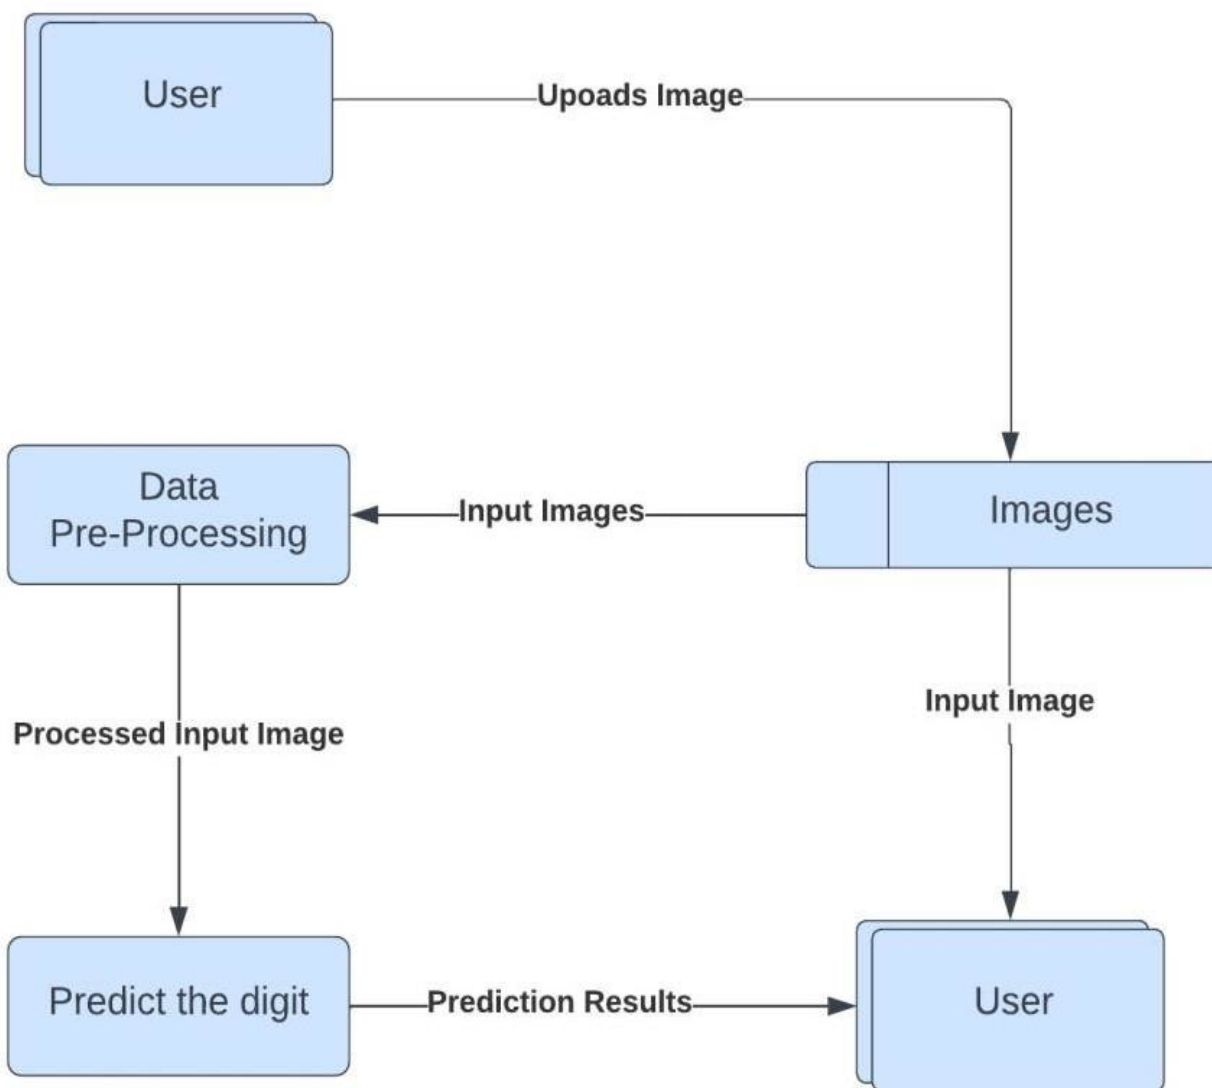 User
Upoads Image
Data
Pre-Processing
Input Images
Images
Processed Input Image
Input Image
Predict the digit
Prediction Results
User